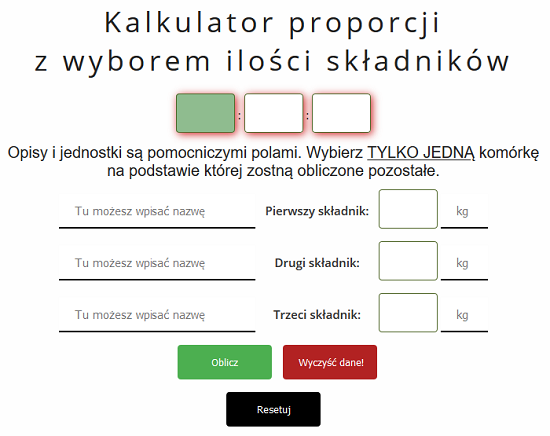 Kalkulator proporcji
z wyborem ilości składników
: :
Opisy i jednostki są pomocniczymi polami. Wybierz TYLKO JEDNĄ komórkę
na podstawie której zostną obliczone pozostałe.
Tu możesz wpisać nazwę Pierwszy składnik: kg
Tu możesz wpisać nazwę Drugi składnik: kg
Tu możesz wpisać nazwę Trzeci składnik: kg
Oblicz Wyczyść dane!
Resetuj